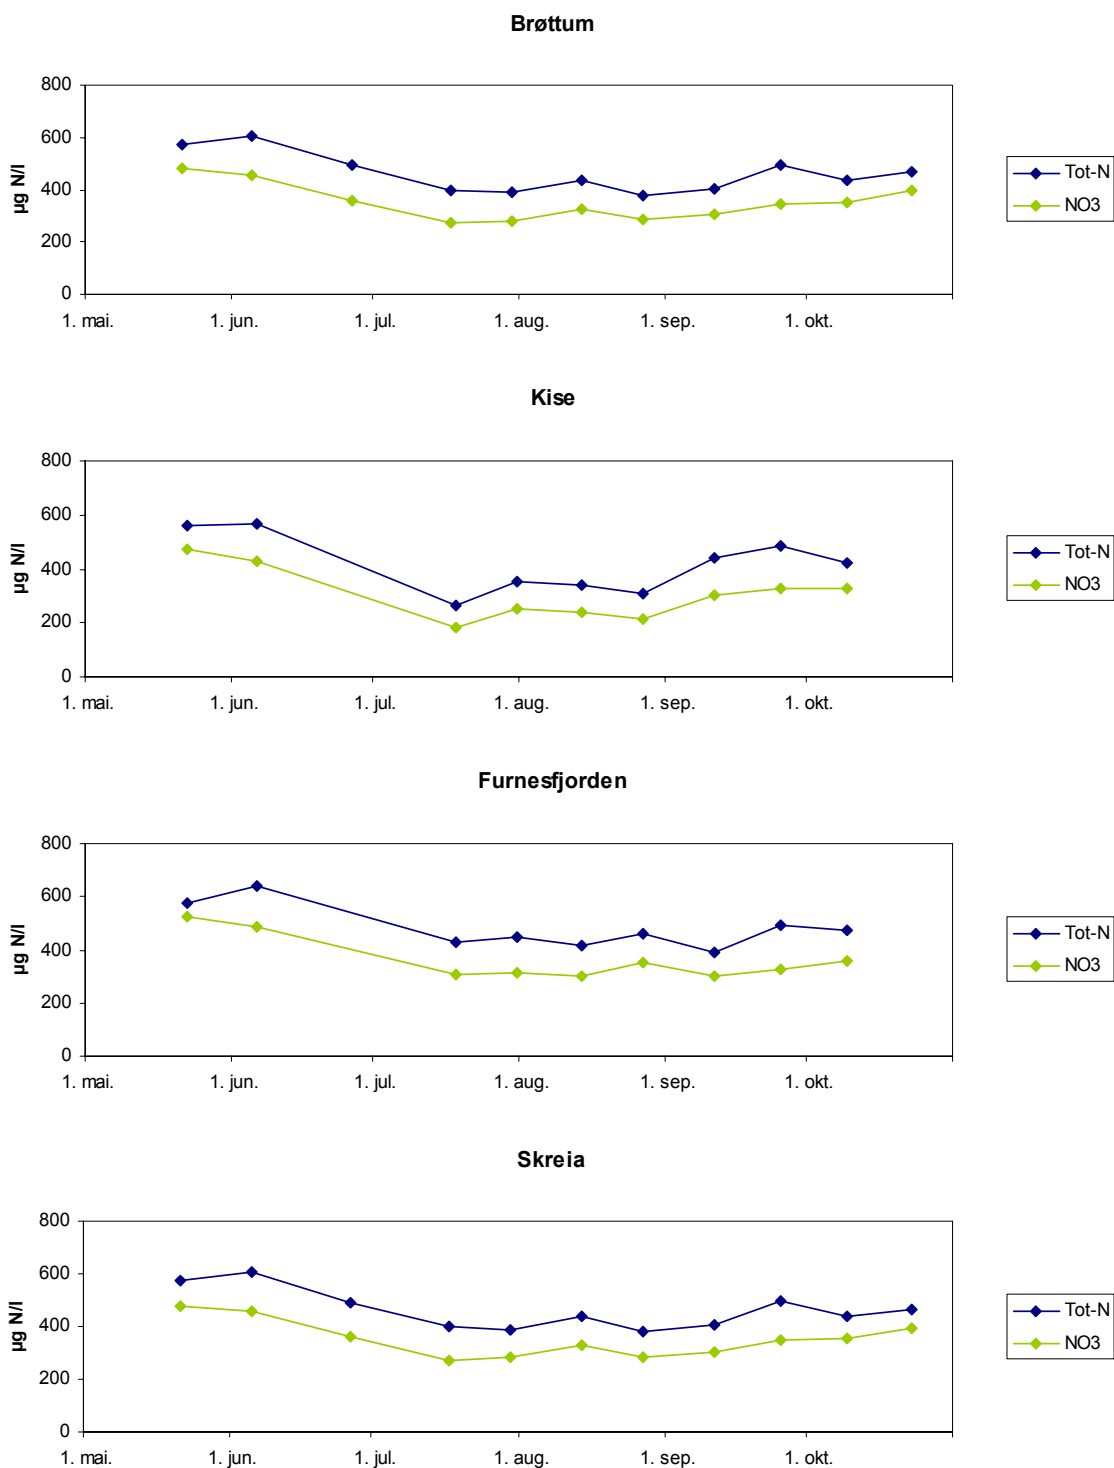 Brøttum
800
600
400
200
0
µg N/l
1. mai.
1. jun.
1. jul.
1. aug.
1. sep.
1. okt.
Tot-N
NO3
Kise
800
600
400
200
0
µg N/l
1. mai.
1. jun.
1. jul.
1. aug.
1. sep.
1. okt.
Tot-N
NO3
Furnesfjorden
800
600
400
200
0
µg N/l
1. mai.
1. jun.
1. jul.
1. aug.
1. sep.
1. okt.
Tot-N
NO3
Skreia
800
600
400
200
0
µg N/l
1. mai.
1. jun.
1. jul.
1. aug.
1. sep.
1. okt.
Tot-N
NO3